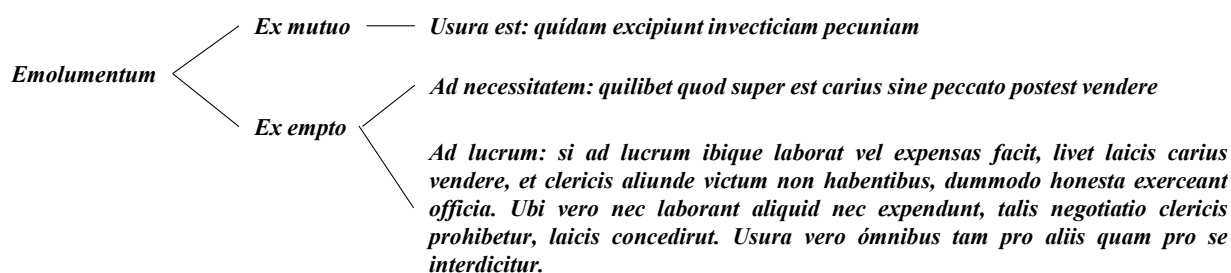 Ex mutuo
Usura est: quídam excipiunt invecticiam pecuniam
Emolumentum
Ad necessitatem: quilibet quod super est carius sine peccato postest vendere
Ex empto
Ad lucrum: si ad lucrum ibique laborat vel expensas facit, livet laicis carius
vendere, et clericis aliunde victum non habentibus, dummodo honesta exerceant
officia. Ubi vero nec laborant aliquid nec expendunt, talis negotiatio clericis
prohibetur, laicis concedirut. Usura vero ómnibus tam pro aliis quam pro se
interdicitur.